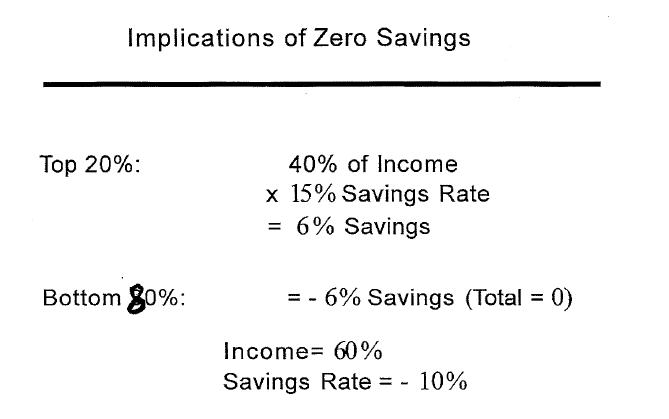 Implications of Zero Savings
Top 20%: 40% of Income
x 15% Savings Rate
= 6% Savings
Bottom 80%: = - 6% Savings (Total = 0)
Income= 60%
Savings Rate = - 10%